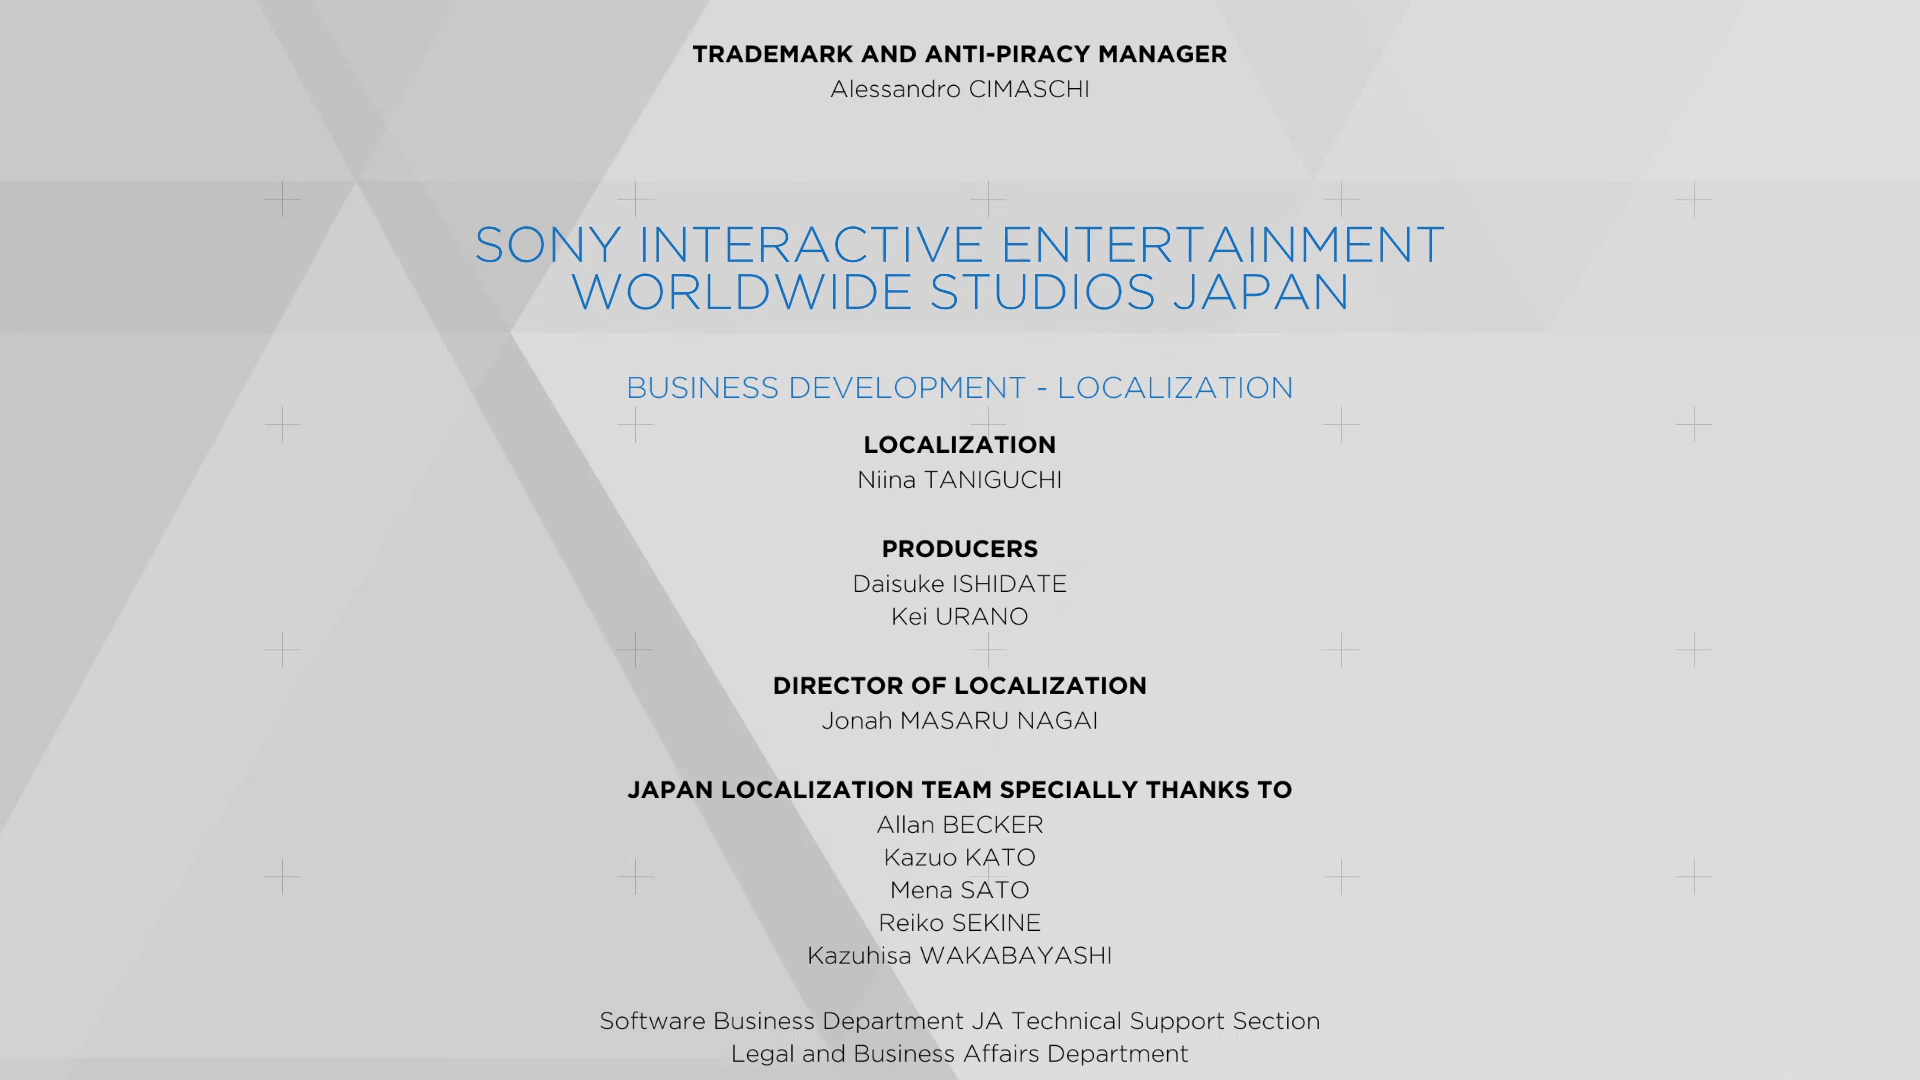 TRADEMARK AND ANTI-PIRACY MANAGER
Alessandro CIMASCHI
SONY INTERACTIVE ENTERTAINMENT
WORLDWIDE STUDIOS JAPAN
BUSINESS DEVELOPMENT - LOCALIZATION
LOCALIZATION
Niina TANIGUCHI
PRODUCERS
Daisuke ISHIDATE
Kei URANO
DIRECTOR OF LOCALIZATION
Jonah MASARU NAGAI
JAPAN LOCALIZATION TEAM SPECIALLY THANKS TO
Allan BECKER
Kazuo KATO
Mena SATO
Reiko SEKINE
Kazuhisa WAKABAYASHI
Software Business Department JA Technical Support Section
Legal and Business Affairs Department